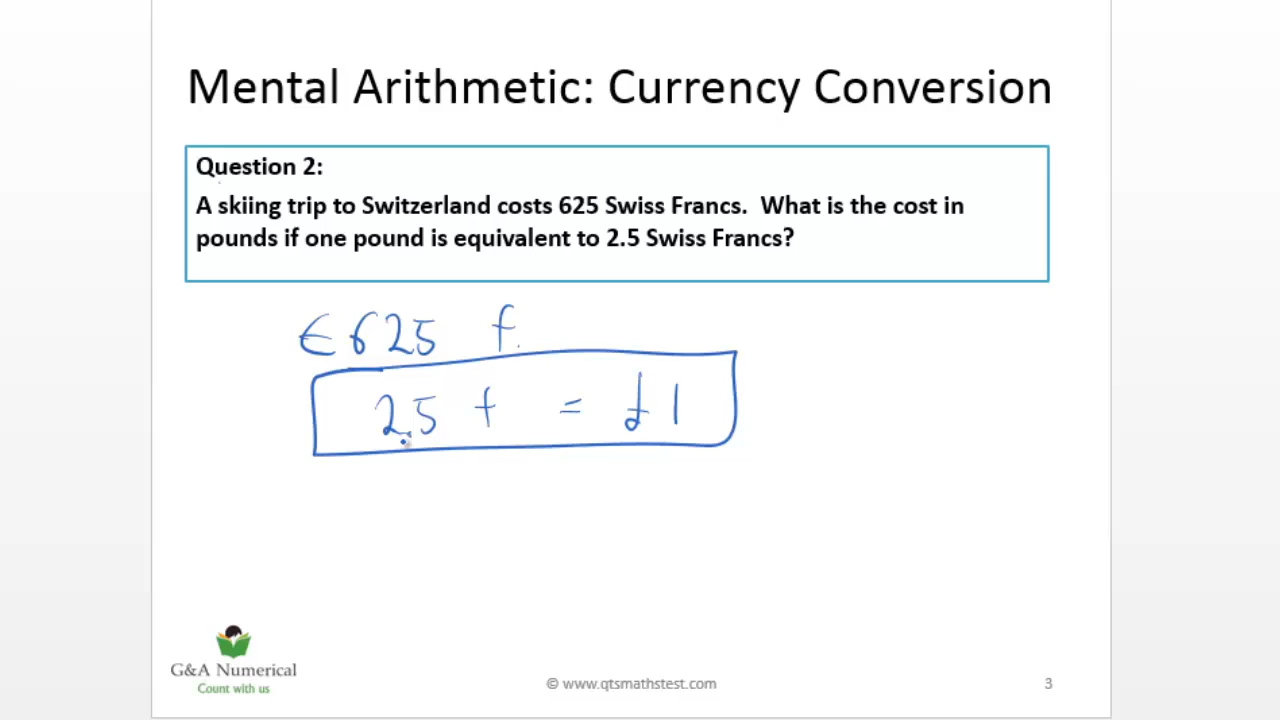 Mental Arithmetic: Currency Conversion
Question 2:
A skiing trip to Switzerland costs 625 Swiss Francs.  What is the cost in
pounds if one pound is equivalent to 2.5 Swiss Francs?
€625 f.
2.5 f = £1
G&A Numerical
Count with us
© www.qtsmathstest.com
3